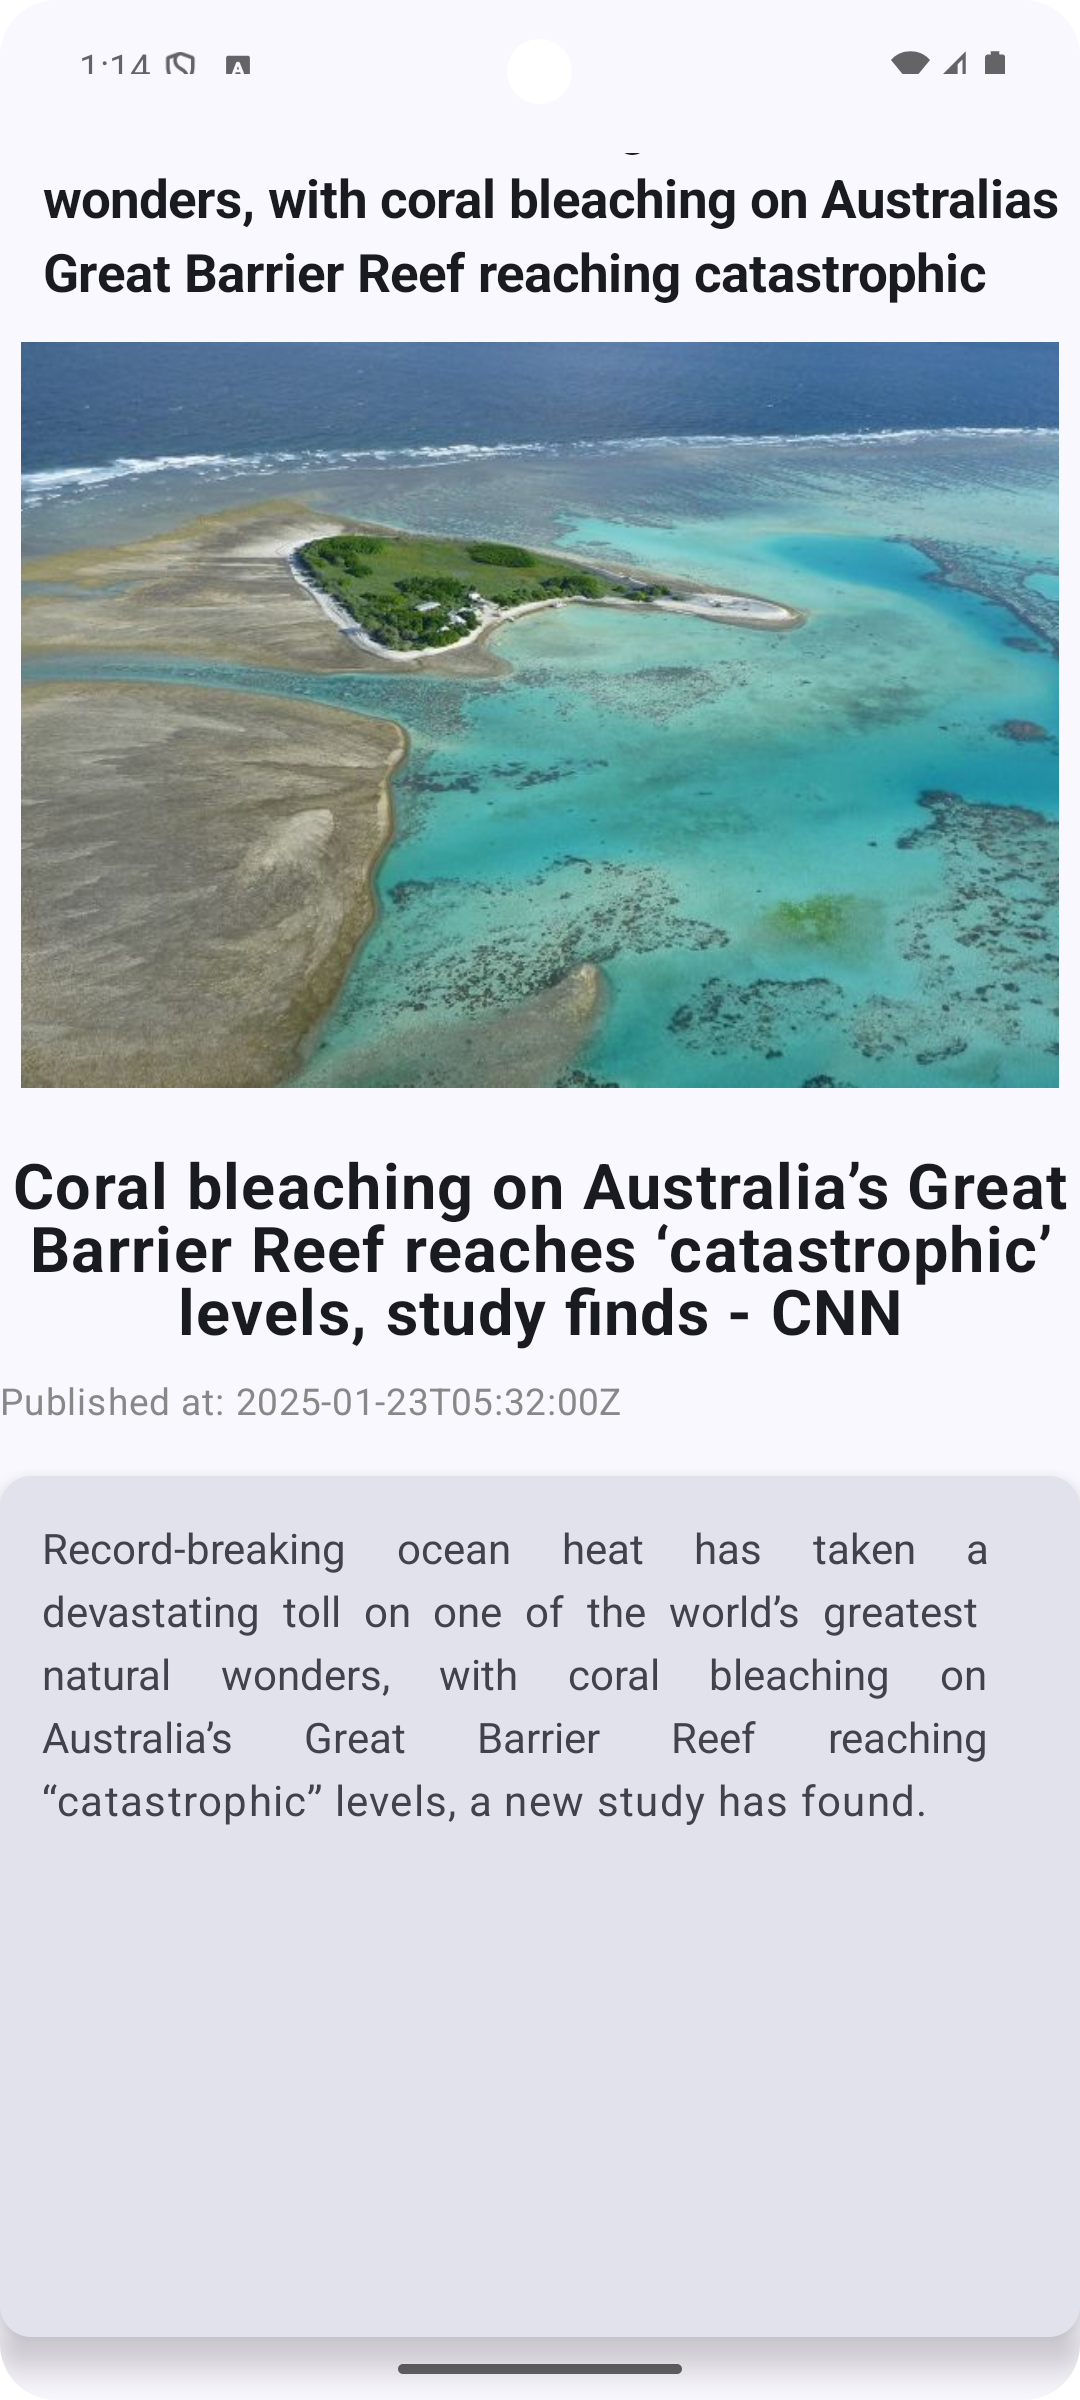 1:14
wonders, with coral bleaching on Australias
Great Barrier Reef reaching catastrophic
Coral bleaching on Australia’s Great
Barrier Reef reaches ‘catastrophic’
levels, study finds - CNN
Published at: 2025-01-23T05:32:00Z
Record-breaking ocean heat has taken a
devastating toll on one of the world’s greatest
natural wonders, with coral bleaching on
Australia’s Great Barrier Reef reaching
“catastrophic” levels, a new study has found.